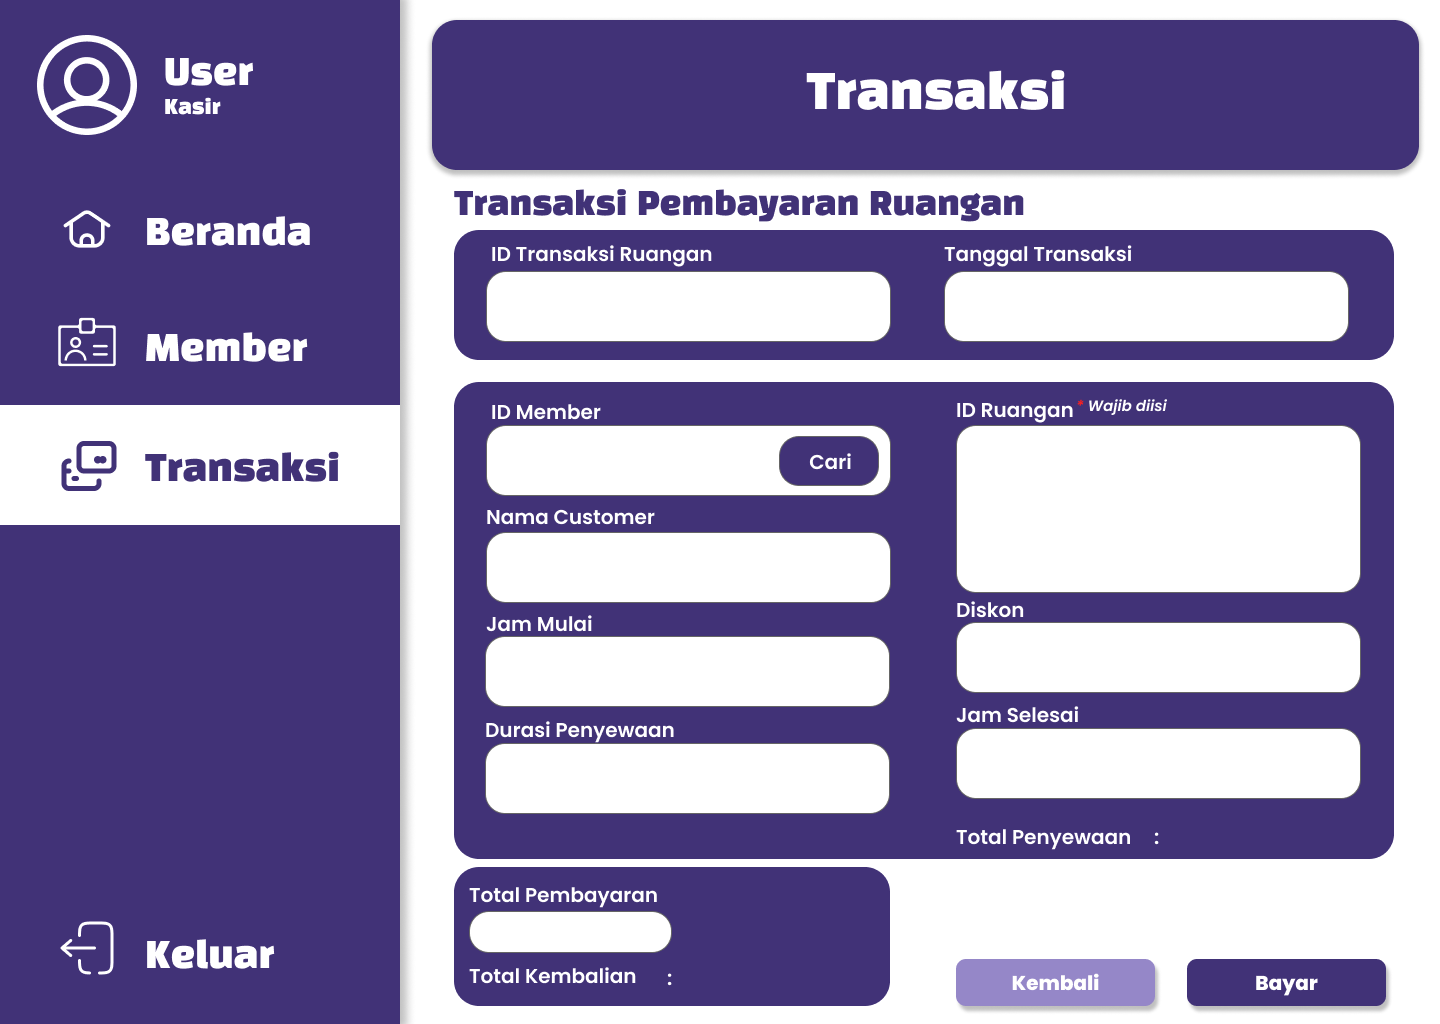 User
Kasir
Beranda
Member
Transaksi
Keluar
Transaksi
Transaksi Pembayaran Ruangan
ID Transaksi Ruangan
Tanggal Transaksi
ID Member
Cari
Nama Customer
Jam Mulai
Durasi Penyewaan
ID Ruangan * Wajib diisi
Diskon
Jam Selesai
Total Penyewaan :
Total Pembayaran
Total Kembalian :
Kembali
Bayar